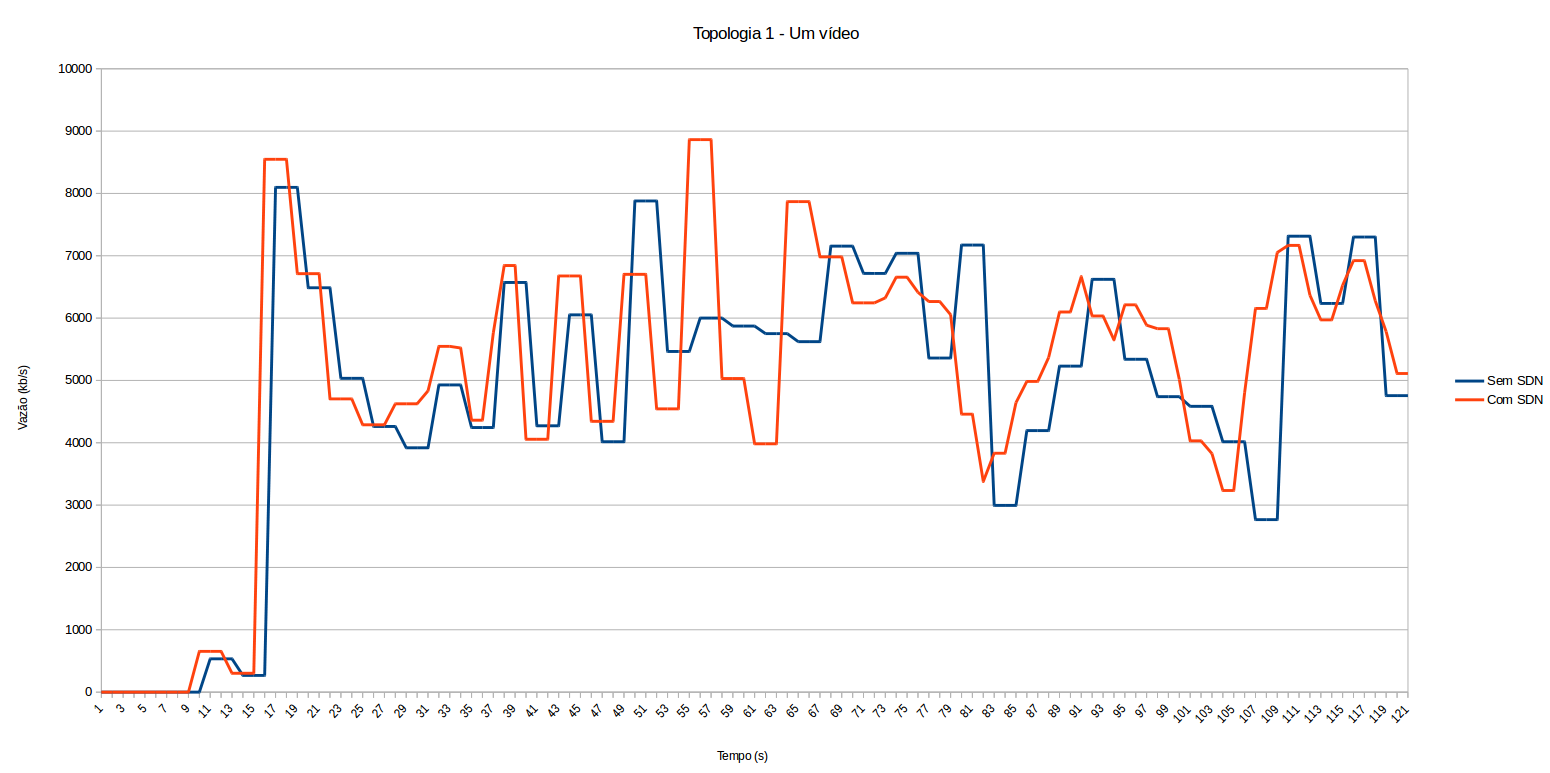 Topologia 1 - Um vídeo
10000
9000
8000
7000
6000
5000
4000
3000
2000
1000
0
Vazão (kb/s)
Sem SDN
Com SDN
1 3 5 7 9 11 13 15 17 19 21 23 25 27 29 31 33 35 37 39 41 43 45 47 49 51 53 55 57 59 61 63 65 67 69 71 73 75 77 79 81 83 85 87 89 91 93 95 97 99 101 103 105 107 109 111 113 115 117 119 121
Tempo (s)